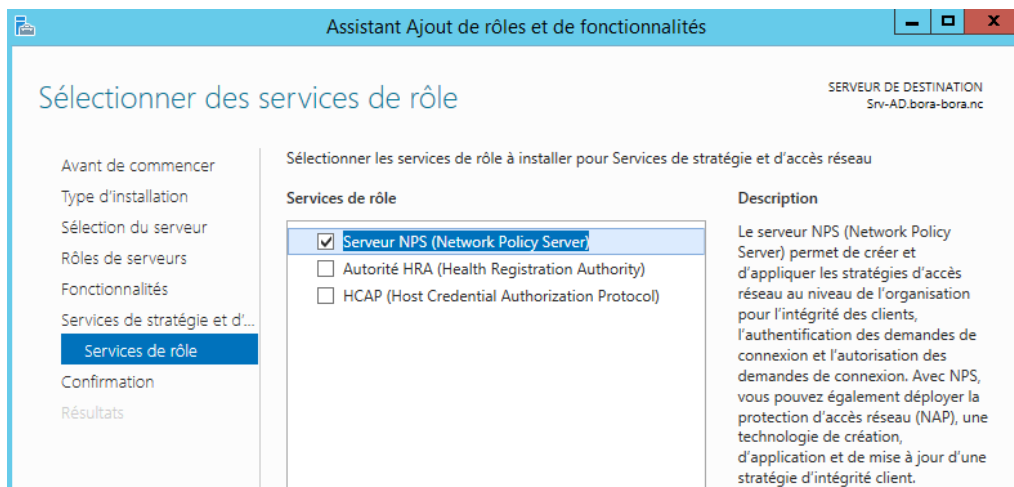 Assistant Ajout de rôles et de fonctionnalités
Sélectionner des services de rôle
SERVEUR DE DESTINATION
Srv-AD.bora-bora.nc
Avant de commencer
Type d'installation
Sélection du serveur
Rôles de serveurs
Fonctionnalités
Services de stratégie et d'...
Services de rôle
Confirmation
Résultats
Sélectionner les services de rôle à installer pour Services de stratégie et d'accès réseau
Services de rôle
Serveur NPS (Network Policy Server)
Autorité HRA (Health Registration Authority)
HCAP (Host Credential Authorization Protocol)
Description
Le serveur NPS (Network Policy
Server) permet de créer et
d'appliquer les stratégies d'accès
réseau au niveau de l'organisation
pour l'intégrité des clients,
l'authentification des demandes de
connexion et l'autorisation des
demandes de connexion. Avec NPS,
vous pouvez également déployer la
protection d'accès réseau (NAP), une
technologie de création,
d'application et de mise à jour d'une
stratégie d'intégrité client.